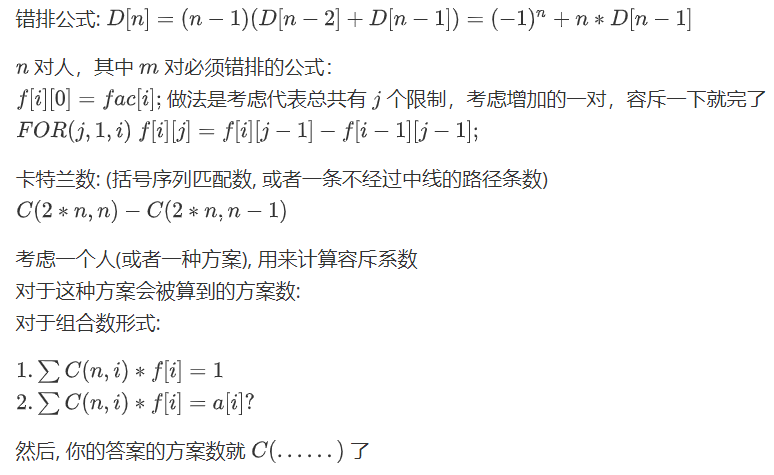 错排公式: D[n] = (n − 1)(D[n − 2] + D[n − 1]) = (−1)^n + n * D[n − 1]
n 对人，其中 m 对必须错排的公式：
f[i][0] = fac[i]; 做法是考虑代表总共有 j 个限制，考虑增加的一对，容斥一下就完了
FOR(j, 1, i) f[i][j] = f[i][j − 1] − f[i − 1][j − 1];
卡特兰数: (括号序列匹配数, 或者一条不经过中线的路径条数)
C(2 * n, n) − C(2 * n, n − 1)
考虑一个人(或者一种方案), 用来计算容斥系数
对于这种方案会被算到的方案数:
对于组合数形式:
1. ∑ C(n, i) * f[i] = 1
2. ∑ C(n, i) * f[i] = a[i]?
然后, 你的答案的方案数就 C(......) 了